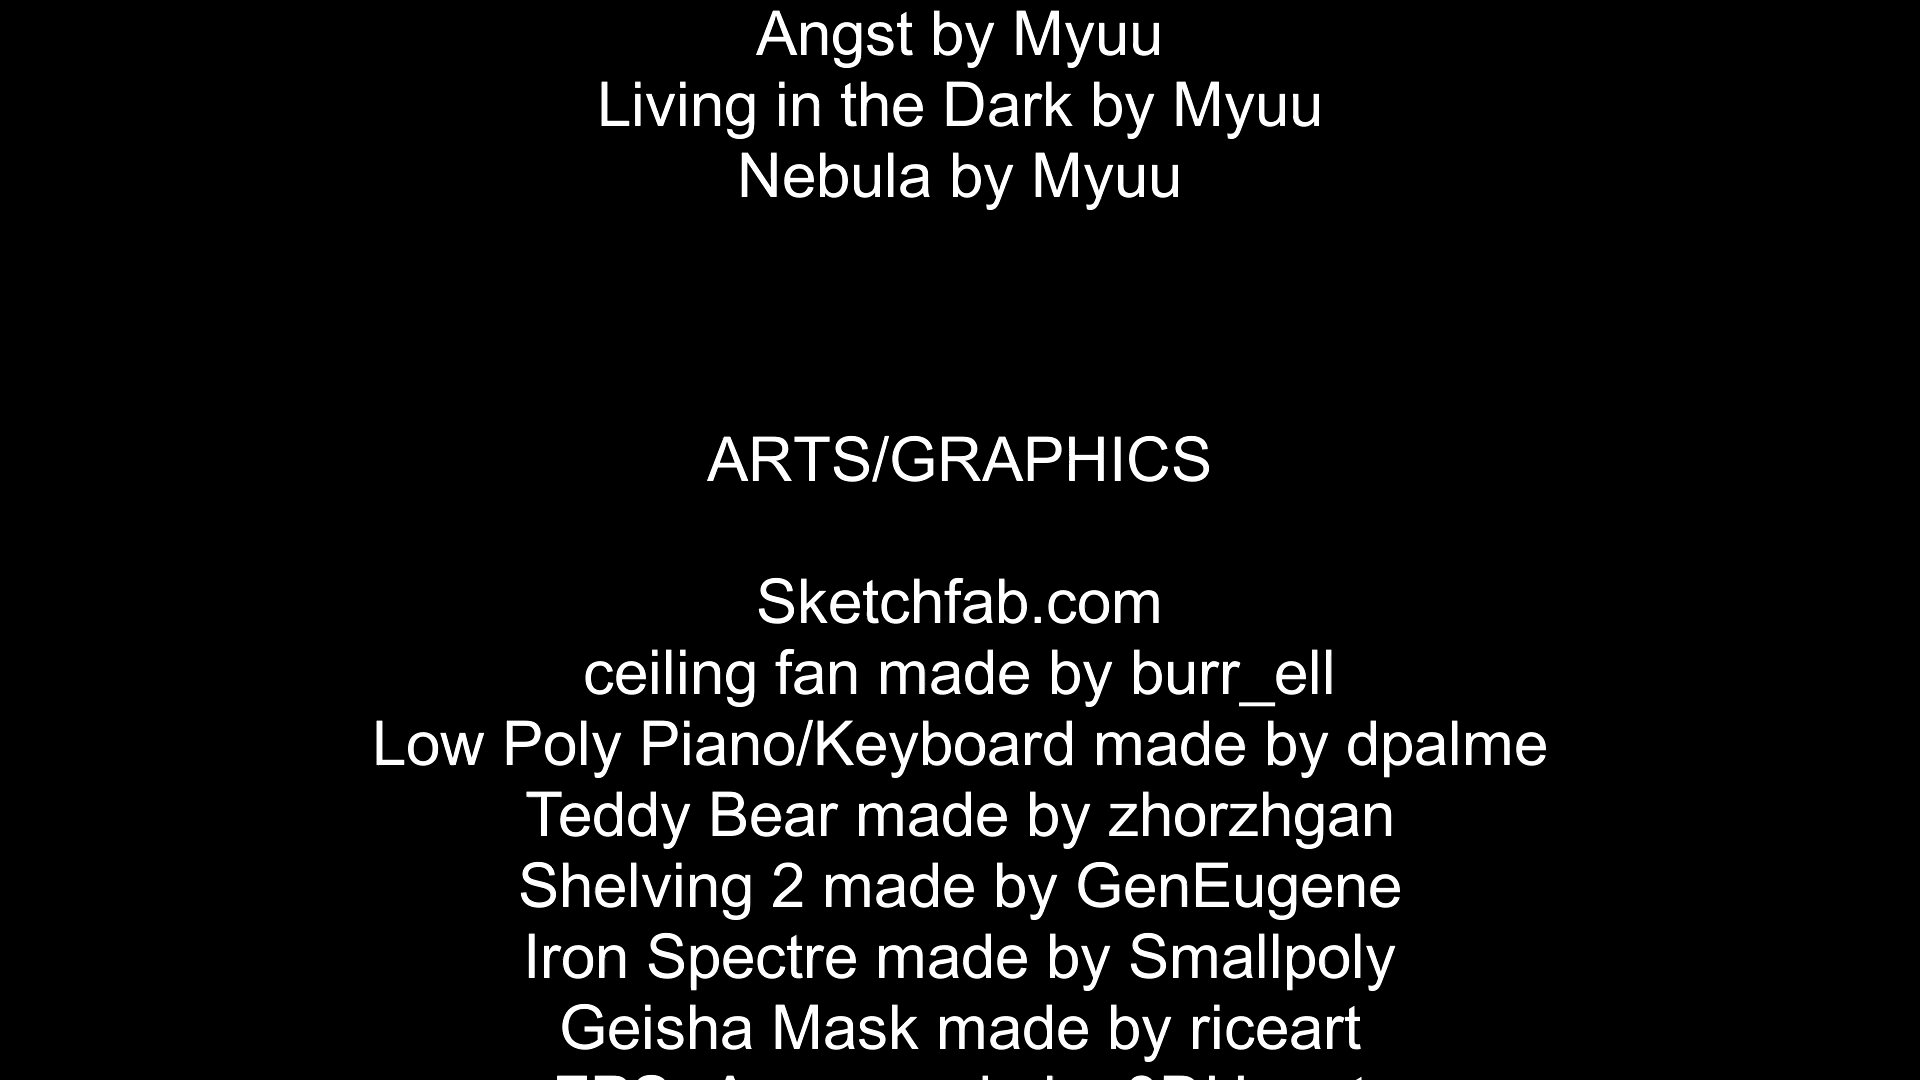 Angst by Myuu
Living in the Dark by Myuu
Nebula by Myuu
ARTS/GRAPHICS
Sketchfab.com
ceiling fan made by burr_ell
Low Poly Piano/Keyboard made by dpalme
Teddy Bear made by zhorzhgan
Shelving 2 made by GenEugene
Iron Spectre made by Smallpoly
Geisha Mask made by riceart